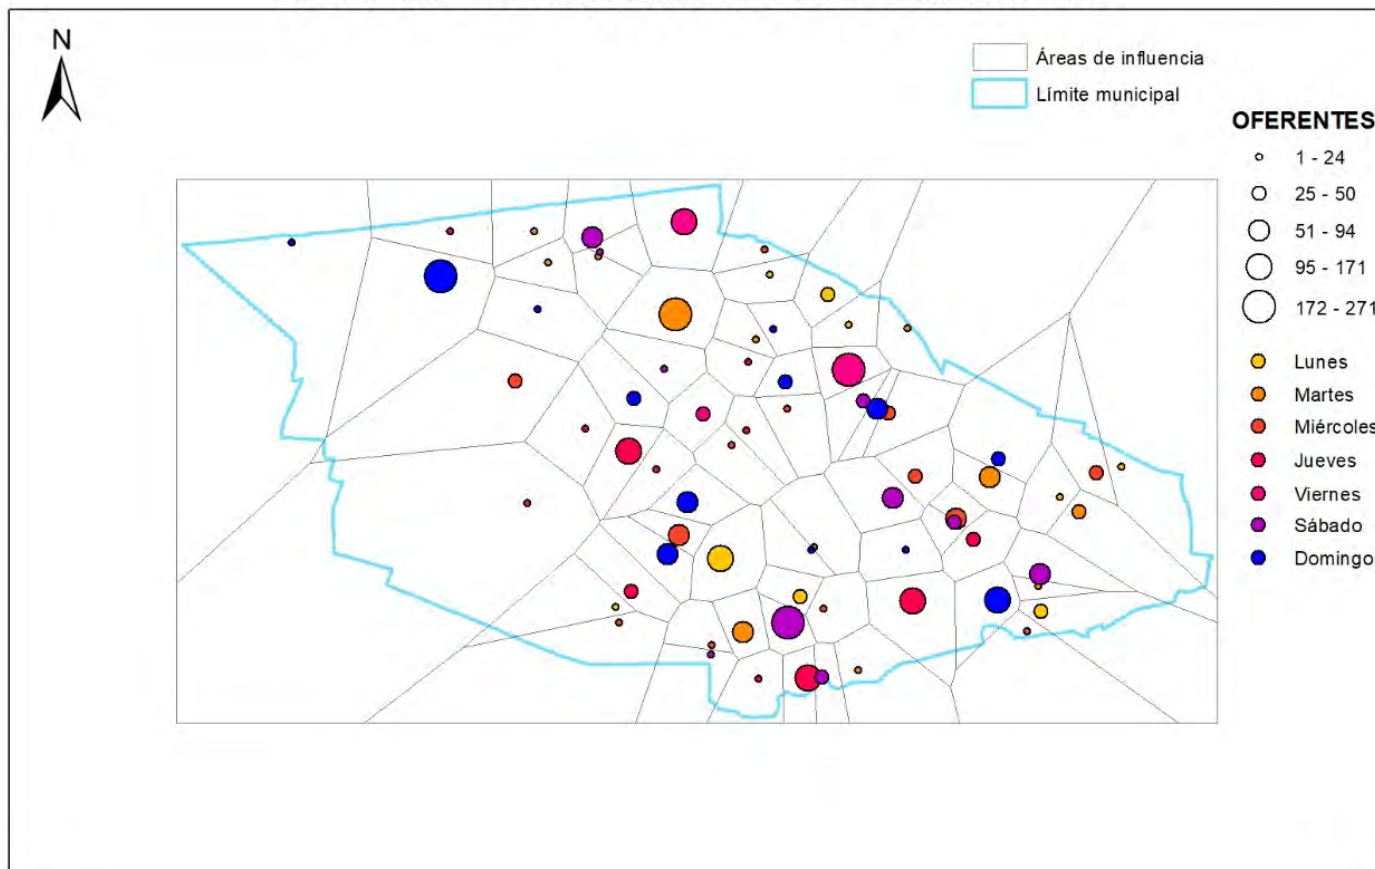 N
Áreas de influencia
Límite municipal
OFERENTES
1 - 24
25 - 50
51 - 94
95 - 171
172 - 271
Lunes
Martes
Miércoles
Jueves
Viernes
Sábado
Domingo